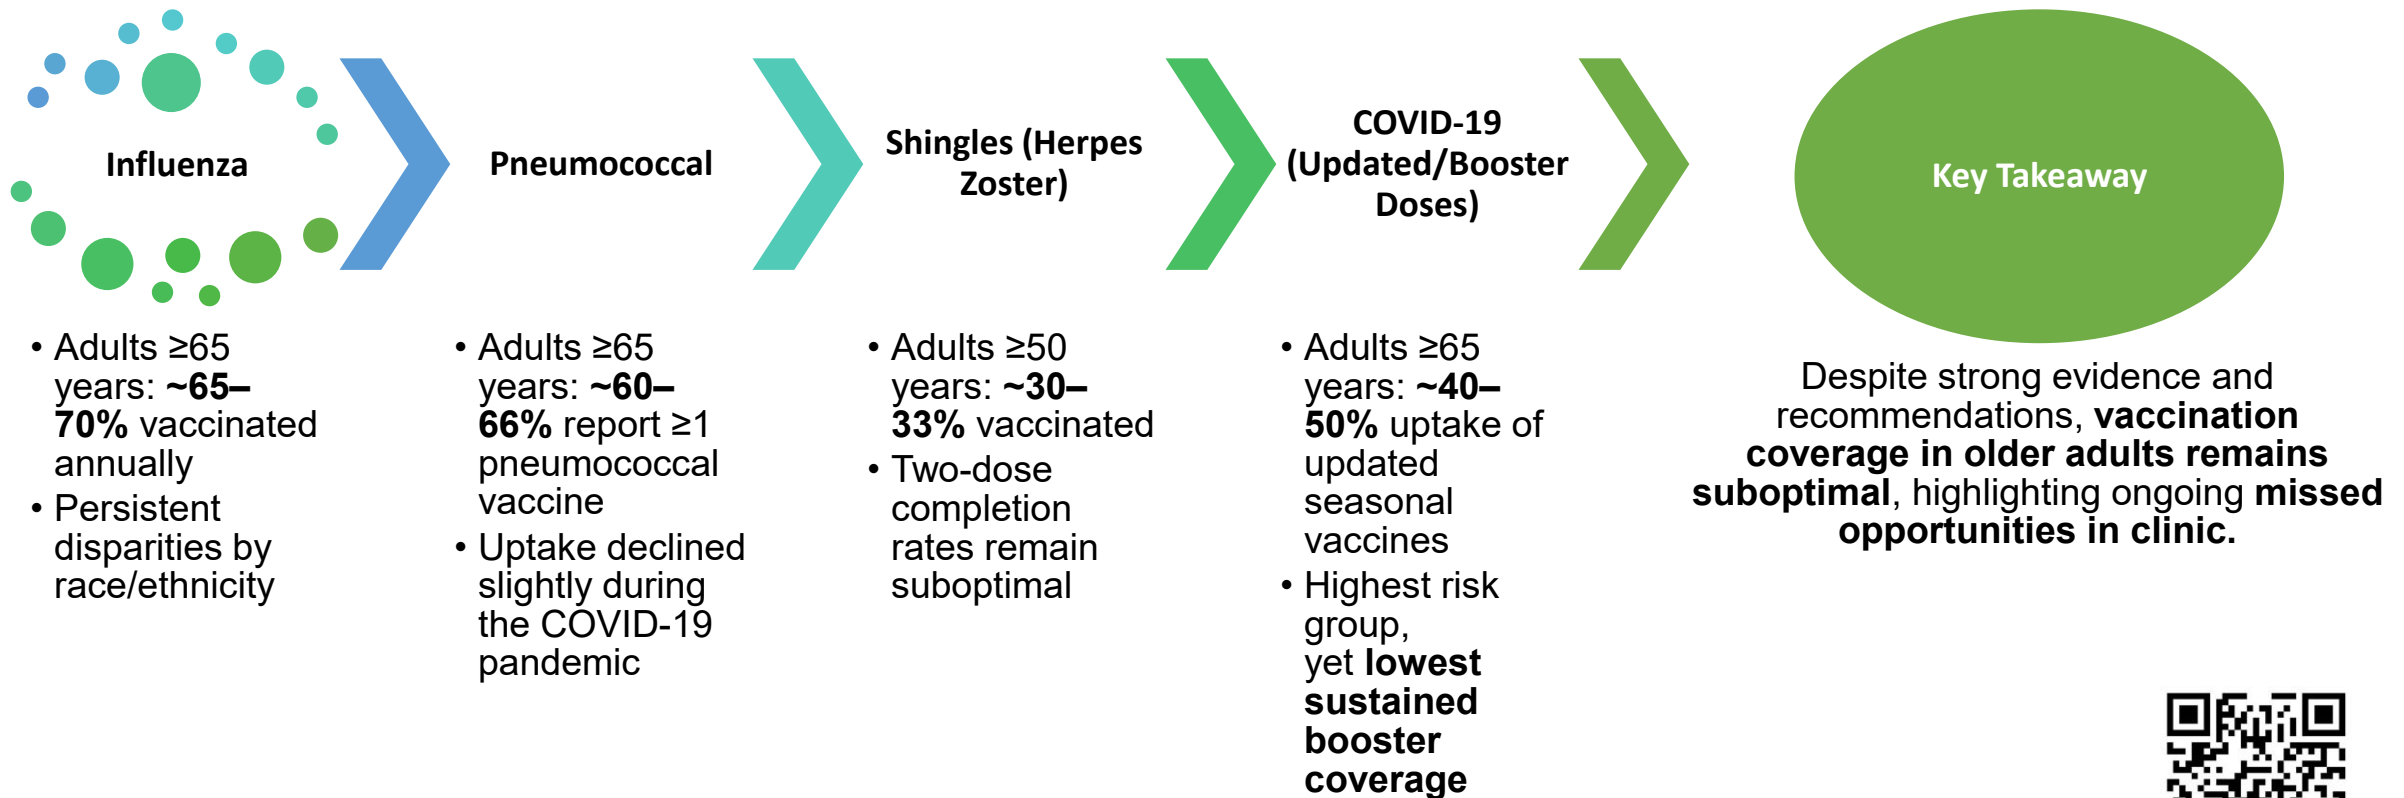 Influenza
• Adults ≥65
years: ~65–
70% vaccinated
annually
• Persistent
disparities by
race/ethnicity
Pneumococcal
• Adults ≥65
years: ~60–
66% report ≥1
pneumococcal
vaccine
• Uptake declined
slightly during
the COVID-19
pandemic
Shingles (Herpes
Zoster)
• Adults ≥50
years: ~30–
33% vaccinated
• Two-dose
completion
rates remain
suboptimal
COVID-19
(Updated/Booster
Doses)
• Adults ≥65
years: ~40–
50% uptake of
updated
seasonal
vaccines
• Highest risk
group,
yet lowest
sustained
booster
coverage
Key Takeaway
Despite strong evidence and
recommendations, vaccination
coverage in older adults remains
suboptimal, highlighting ongoing missed
opportunities in clinic.